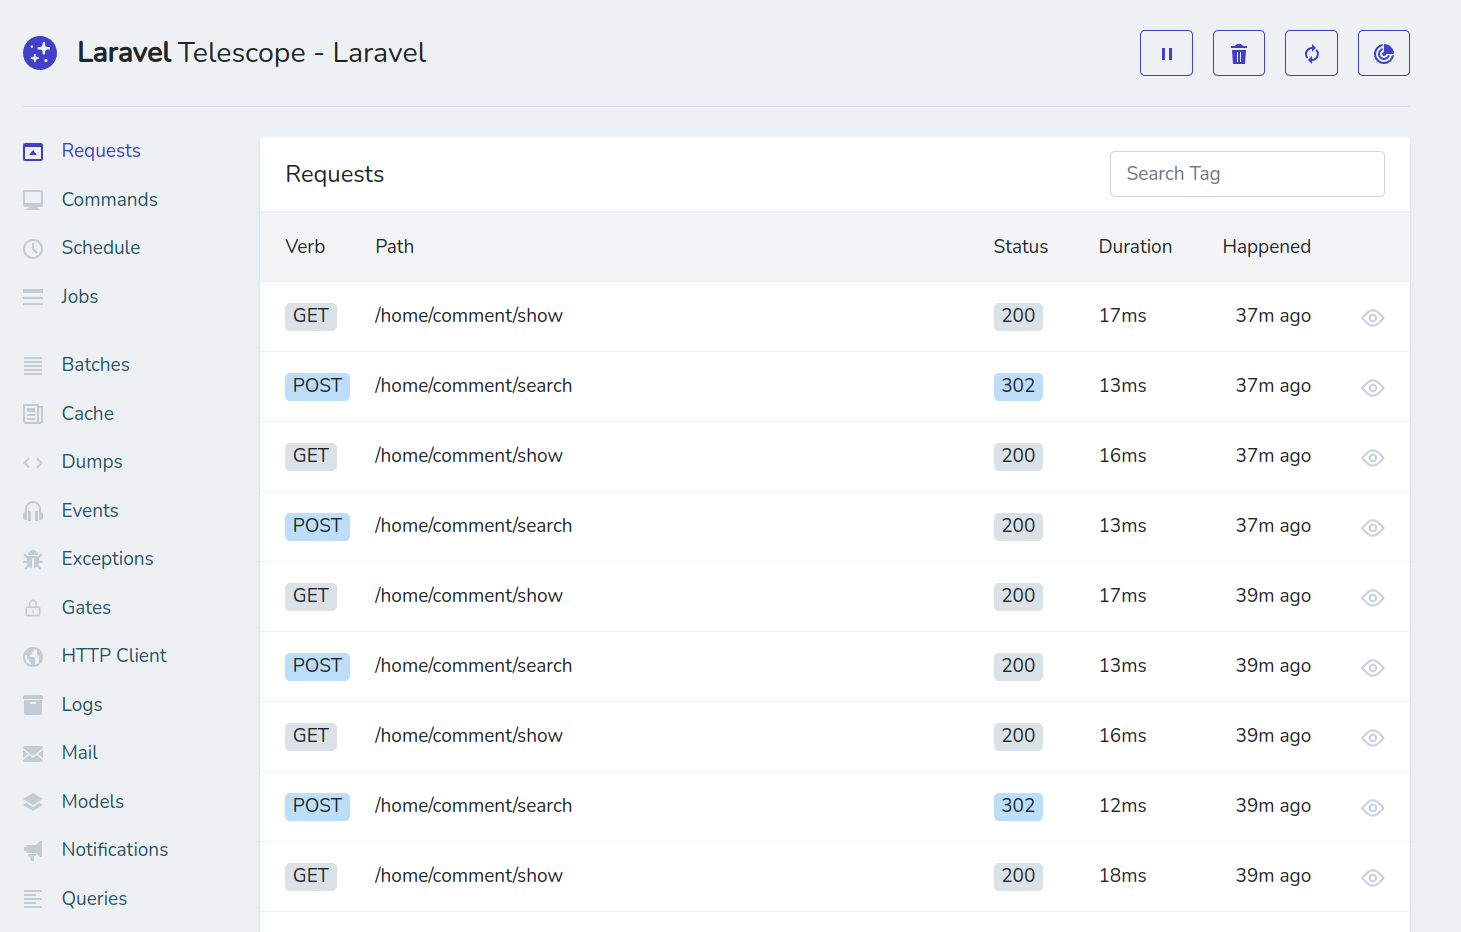 Laravel Telescope - Laravel
Requests
Commands
Schedule
Jobs
Batches
Cache
Dumps
Events
Exceptions
Gates
HTTP Client
Logs
Mail
Models
Notifications
Queries
Requests
Search Tag
Verb Path Status Duration Happened
GET /home/comment/show 200 17ms 37m ago
POST /home/comment/search 302 13ms 37m ago
GET /home/comment/show 200 16ms 37m ago
POST /home/comment/search 200 13ms 37m ago
GET /home/comment/show 200 17ms 39m ago
POST /home/comment/search 200 13ms 39m ago
GET /home/comment/show 200 16ms 39m ago
POST /home/comment/search 302 12ms 39m ago
GET /home/comment/show 200 18ms 39m ago